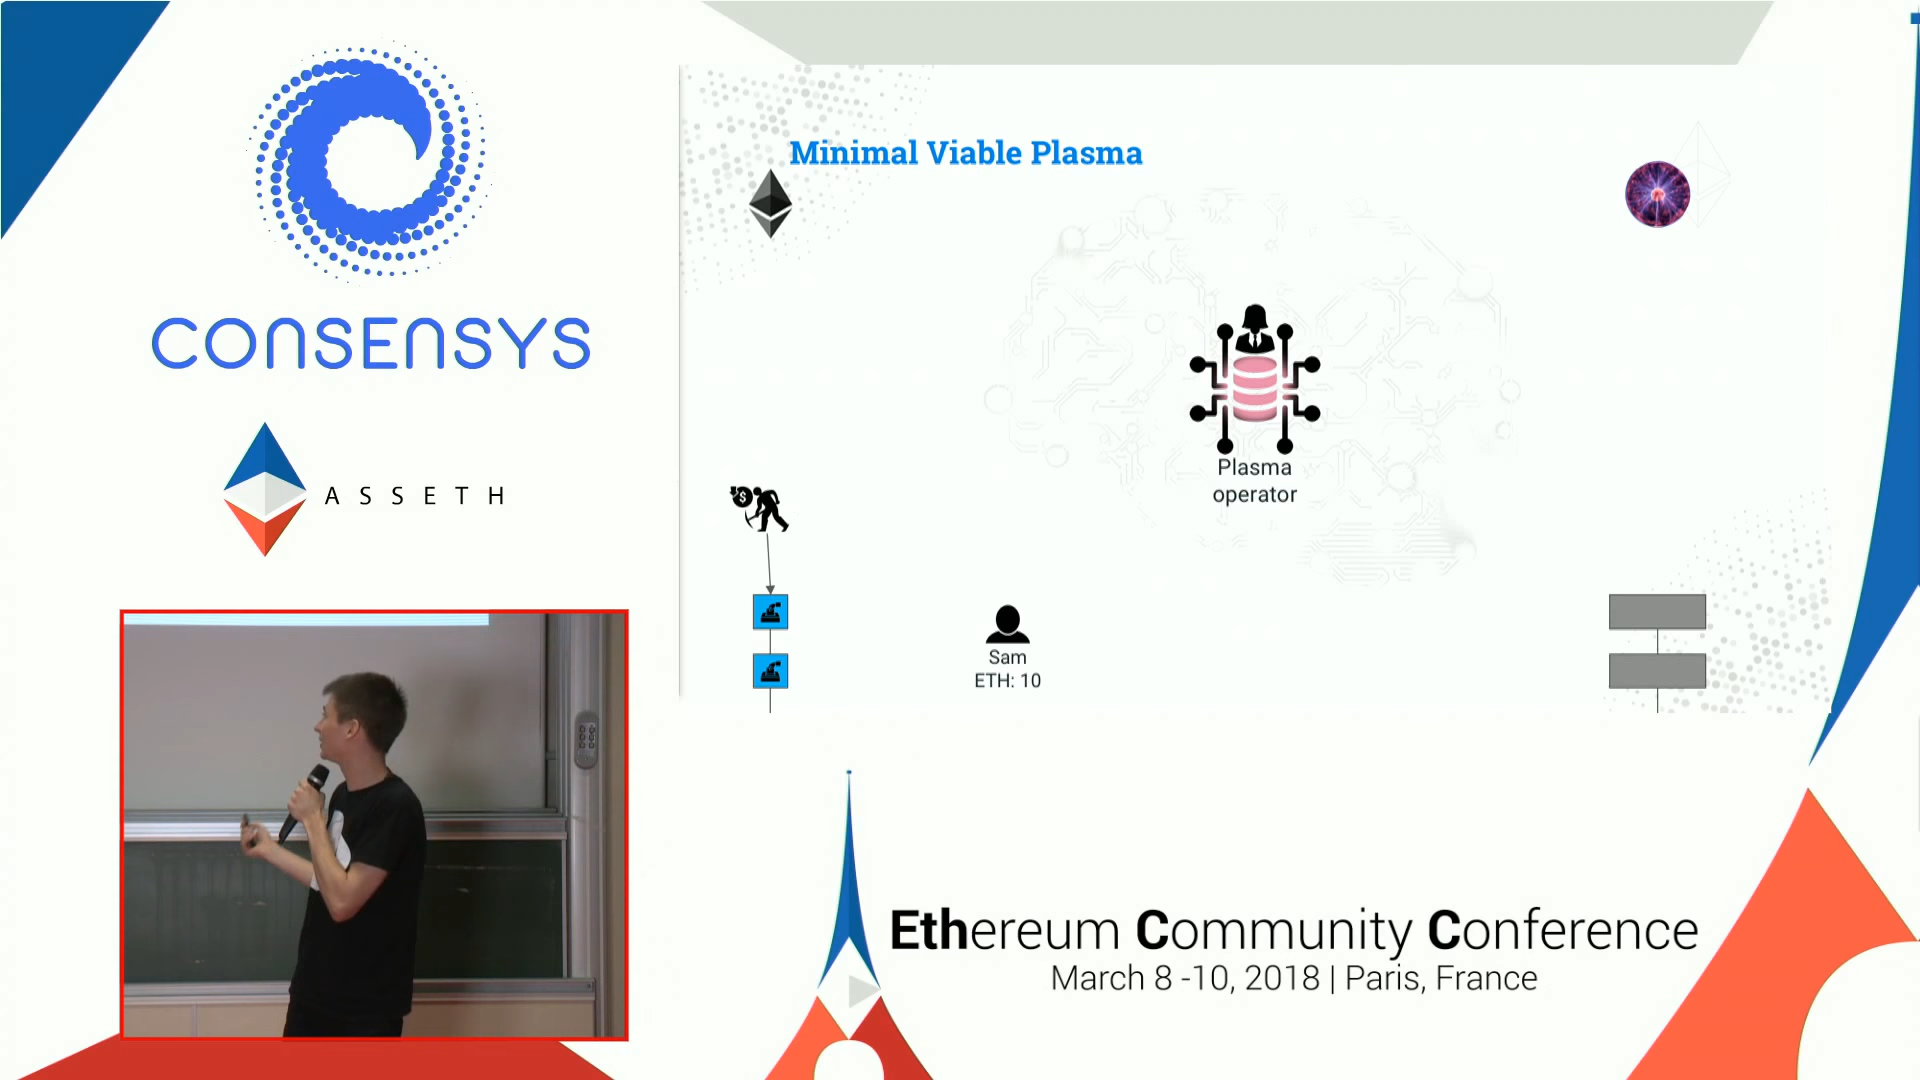 CONSENSYS
ASSETH
Minimal Viable Plasma
Plasma
operator
$
Sam
ETH: 10
Ethereum Community Conference
March 8 -10, 2018 | Paris, France